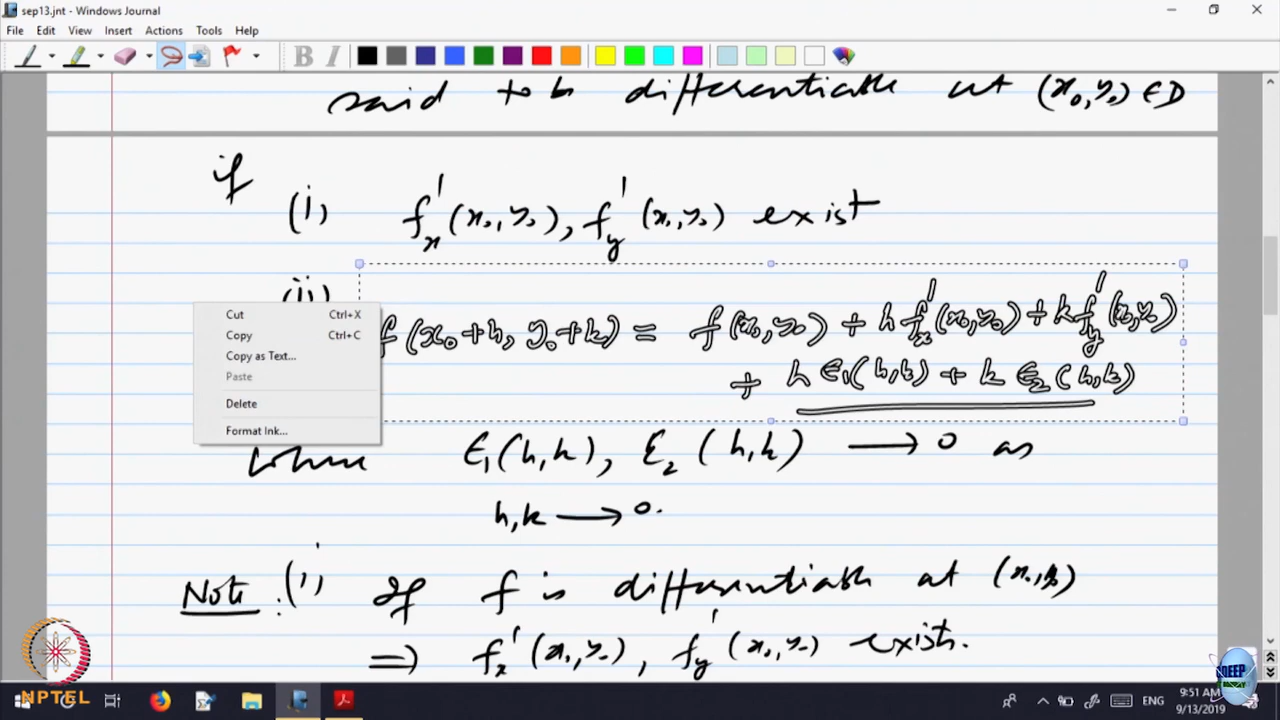 sep13.jnt - Windows Journal
File Edit View Insert Actions Tools Help
B I
said to be differentiable at (x₀,y₀) ∈ D
if
(i) f'ₓ(x₀,y₀), f'ᵧ(x₀,y₀) exist
(ii)
f(x₀+h, y₀+k) = f(x₀,y₀) + h f'ₓ(x₀,y₀) + k f'ᵧ(x₀,y₀)
+ h ϵ₁(h,k) + k ϵ₂(h,k)
Cut Ctrl+X
Copy Ctrl+C
Copy as Text...
Paste
Delete
Format Ink...
where ϵ₁(h,k), ϵ₂(h,k) ⟶ 0 as
h,k ⟶ 0.
Note : (i) If f is differentiable at (x₀,y₀)
⇒ f'ₓ(x₀,y₀), f'ᵧ(x₀,y₀) exist.
NPTEL
ENG
9:51 AM
9/13/2019